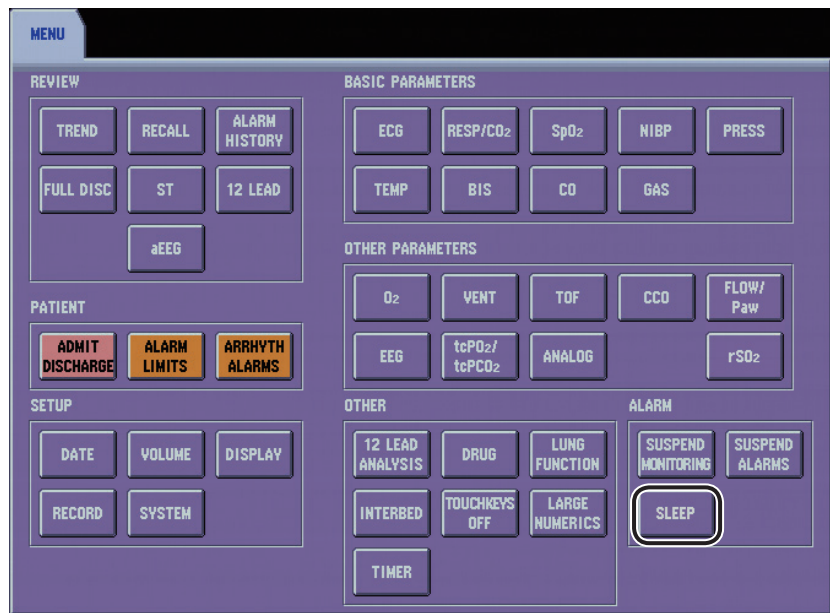 MENU
REVIEW
TREND
RECALL
ALARM
HISTORY
FULL DISC
ST
12 LEAD
aEEG
PATIENT
ADMIT
DISCHARGE
ALARM
LIMITS
ARRHYTH
ALARMS
SETUP
DATE
VOLUME
DISPLAY
RECORD
SYSTEM
BASIC PARAMETERS
ECG
RESP/CO2
SpO2
NIBP
PRESS
TEMP
BIS
CO
GAS
OTHER PARAMETERS
O2
VENT
TOF
CCO
FLOW/
Paw
EEG
tcPO2/
tcPCO2
ANALOG
rSO2
OTHER
12 LEAD
ANALYSIS
DRUG
LUNG
FUNCTION
INTERBED
TOUCHKEYS
OFF
LARGE
NUMERICS
TIMER
ALARM
SUSPEND
MONITORING
SUSPEND
ALARMS
SLEEP